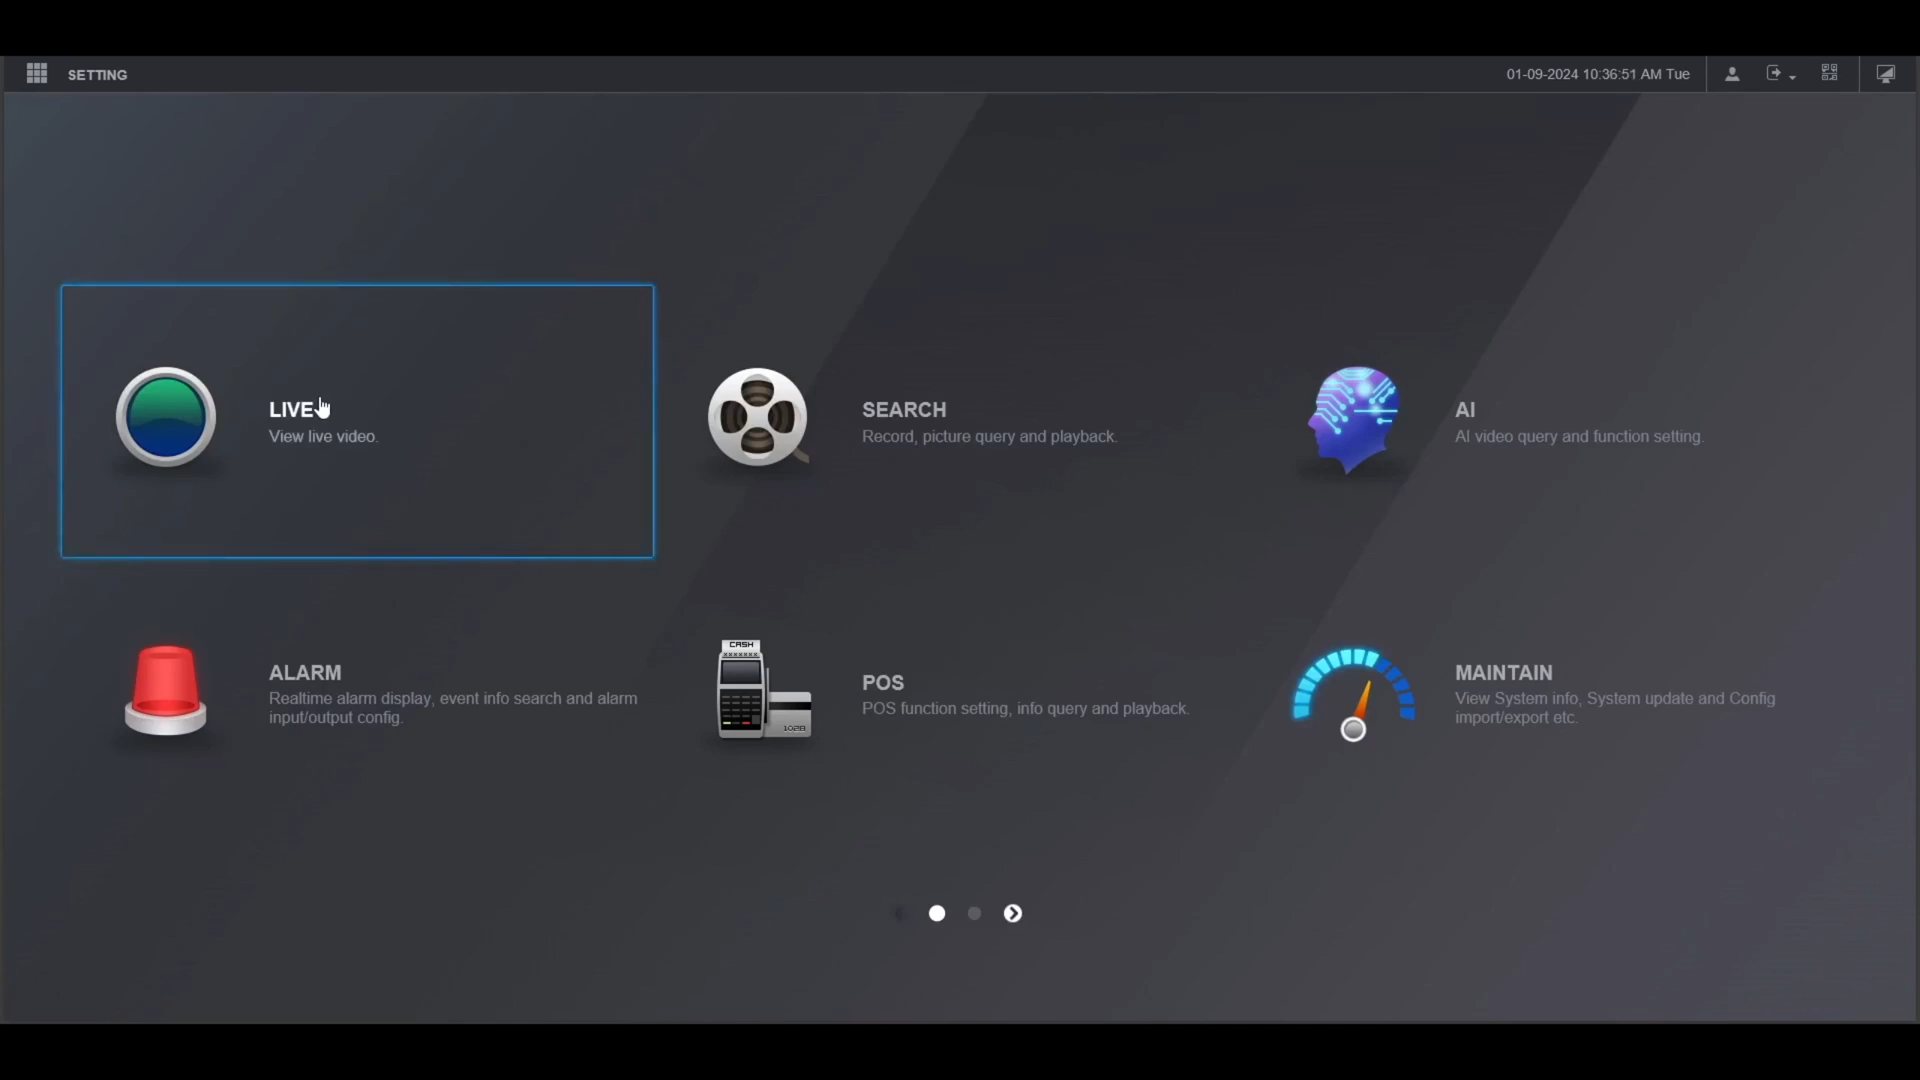 SETTING
01-09-2024 10:36:51 AM Tue
LIVE
View live video.
SEARCH
Record, picture query and playback.
AI
AI video query and function setting.
ALARM
Realtime alarm display, event info search and alarm
input/output config.
CASH
XXXXXXX
1028
POS
POS function setting, info query and playback.
MAINTAIN
View System info, System update and Config
import/export etc.